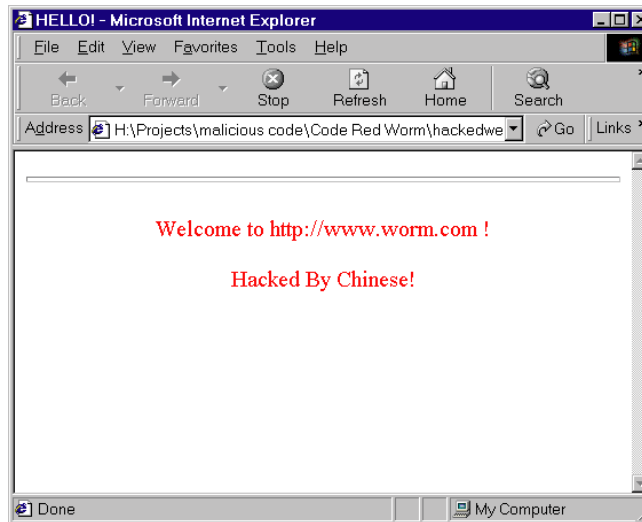 HELLO! - Microsoft Internet Explorer
File Edit View Favorites Tools Help
Back Forward Stop Refresh Home Search
Address H:\Projects\malicious code\Code Red Worm\hackedwe Go Links
Welcome to http://www.worm.com !
Hacked By Chinese!
Done My Computer